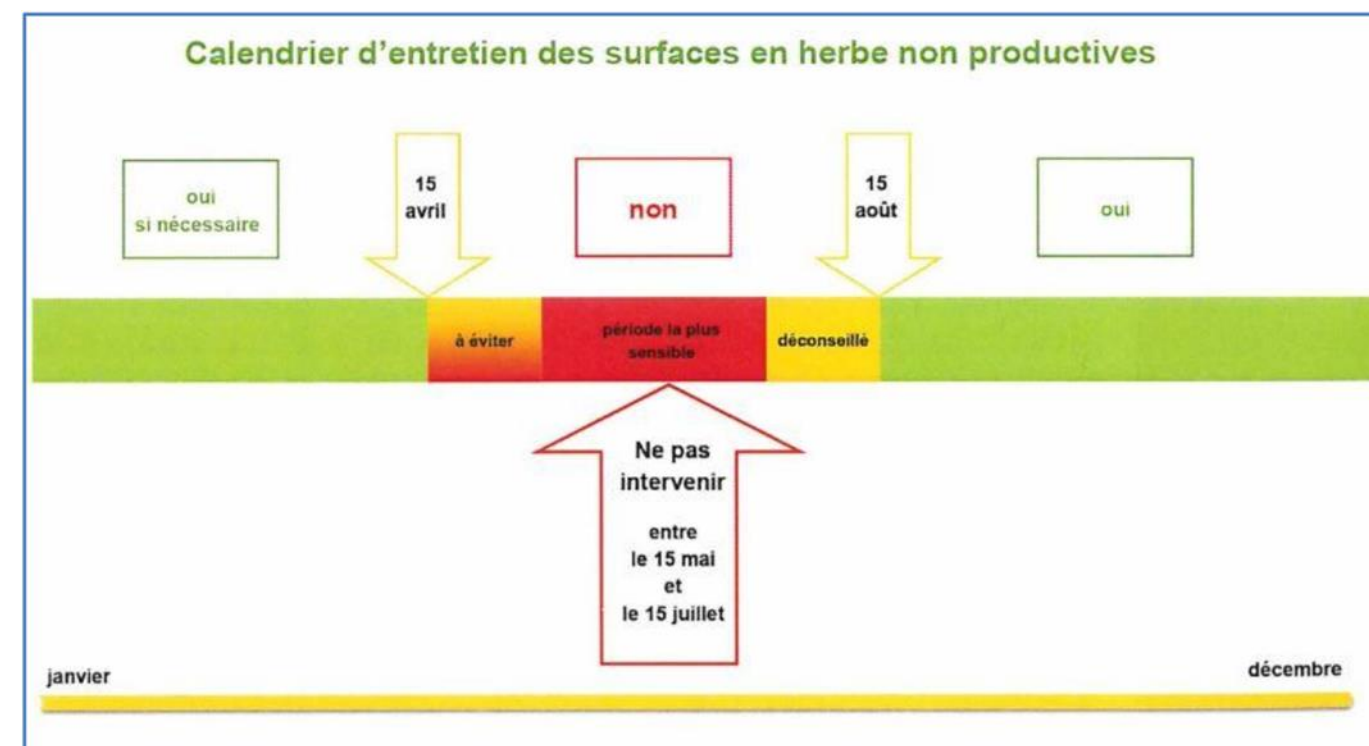 Calendrier d'entretien des surfaces en herbe non productives
oui
si nécessaire
15
avril
non
15
août
oui
à éviter
période la plus
sensible
déconseillé
Ne pas
intervenir
entre
le 15 mai
et
le 15 juillet
janvier
décembre